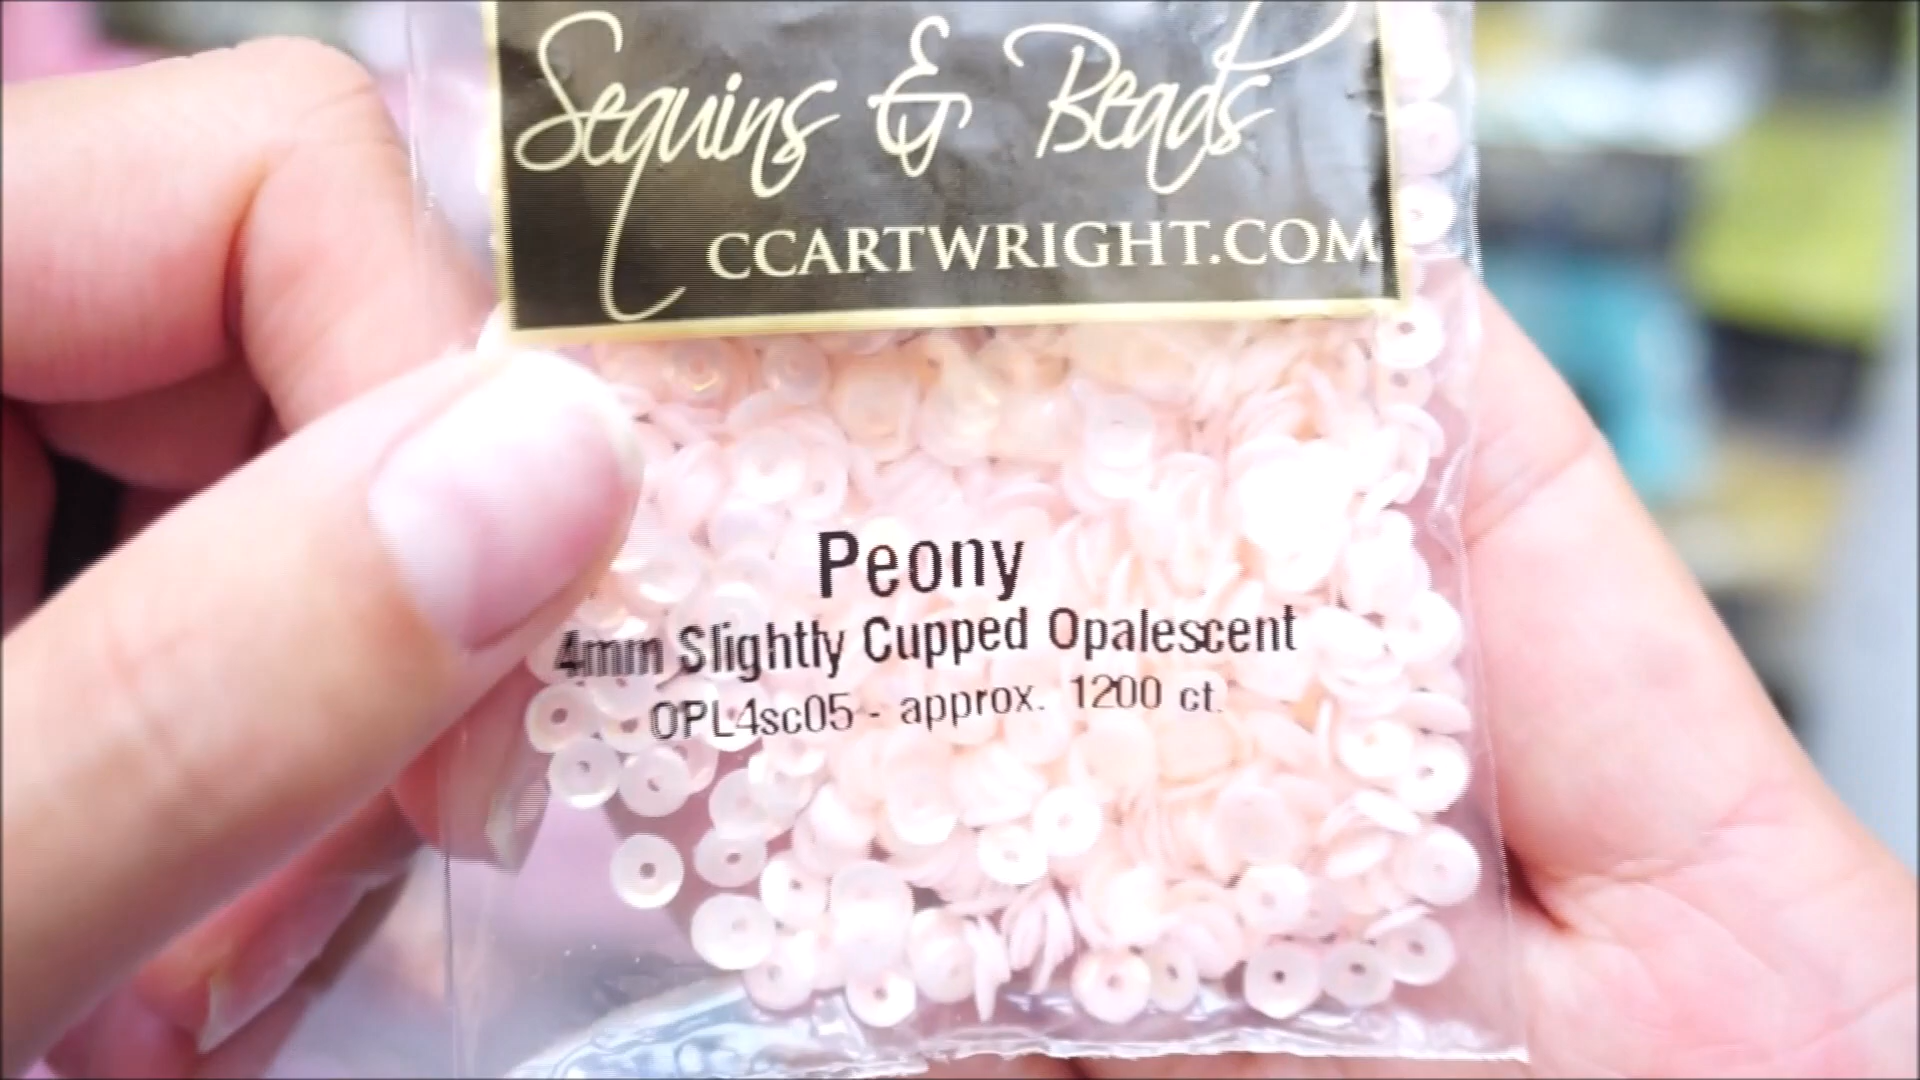 Sequins & Beads
CCARTWRIGHT.COM
Peony
4mm Slightly Cupped Opalescent
OPL4sc05 - approx. 1200 ct.